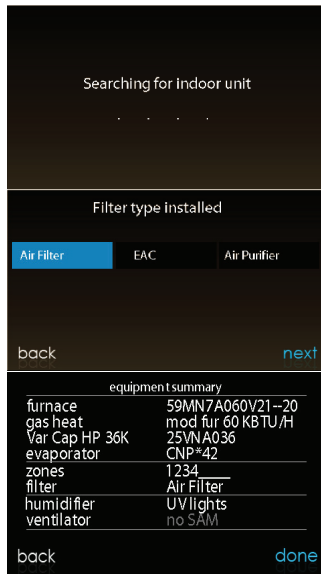 Searching for indoor unit
. . . .
Filter type installed
Air Filter EAC Air Purifier
back next
equipment summary
furnace 59MN7A060V21--20
gas heat mod fur 60 KBTU/H
Var Cap HP 36K 25VNA036
evaporator CNP*42
zones 1234____
filter Air Filter
humidifier UV lights
ventilator no SAM
back done